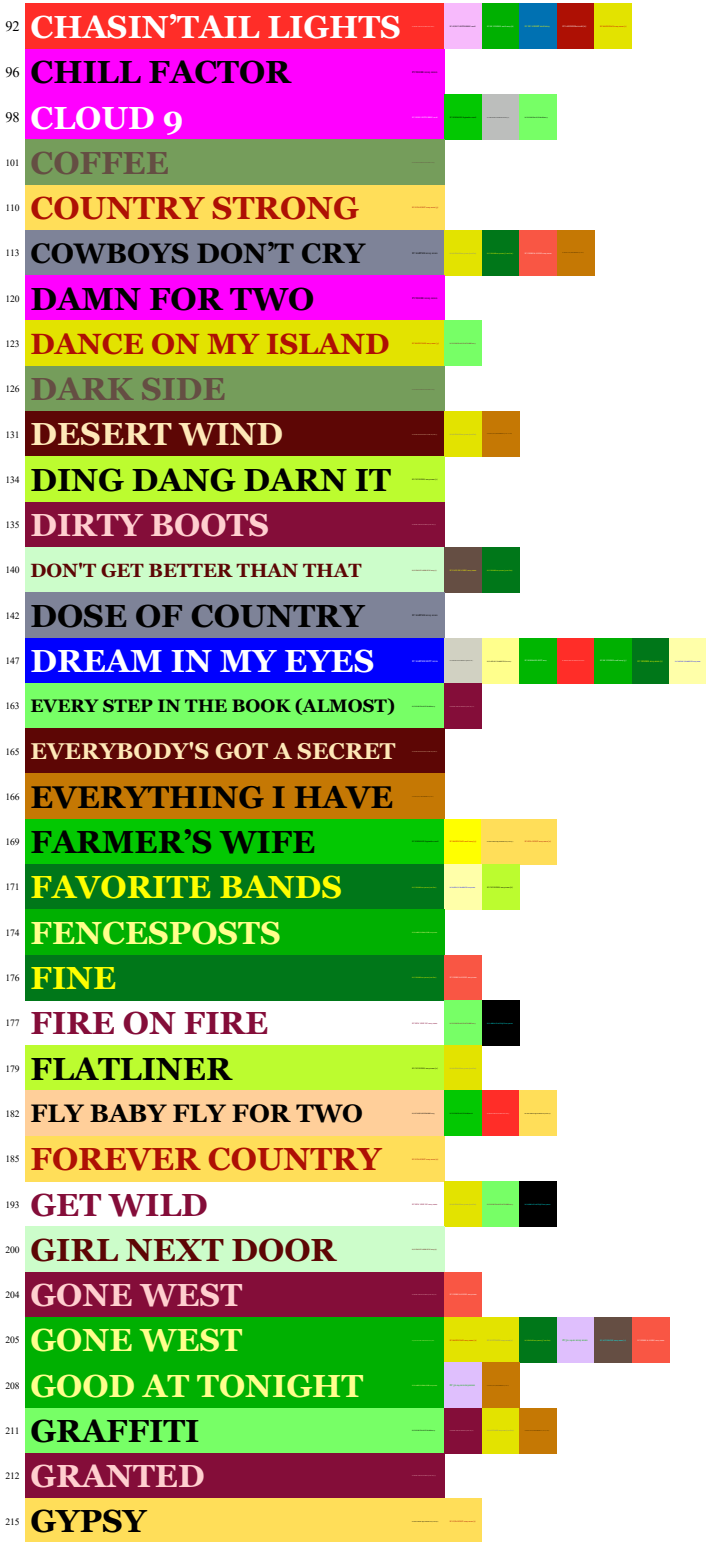 92 CHASIN'TAIL LIGHTS
96 CHILL FACTOR
98 CLOUD 9
101 COFFEE
110 COUNTRY STRONG
113 COWBOYS DON'T CRY
120 DAMN FOR TWO
123 DANCE ON MY ISLAND
126 DARK SIDE
131 DESERT WIND
134 DING DANG DARN IT
135 DIRTY BOOTS
140 DON'T GET BETTER THAN THAT
142 DOSE OF COUNTRY
147 DREAM IN MY EYES
163 EVERY STEP IN THE BOOK (ALMOST)
165 EVERYBODY'S GOT A SECRET
166 EVERYTHING I HAVE
169 FARMER'S WIFE
171 FAVORITE BANDS
174 FENCESPOSTS
176 FINE
177 FIRE ON FIRE
179 FLATLINER
182 FLY BABY FLY FOR TWO
185 FOREVER COUNTRY
193 GET WILD
200 GIRL NEXT DOOR
204 GONE WEST
205 GONE WEST
208 GOOD AT TONIGHT
211 GRAFFITI
212 GRANTED
215 GYPSY